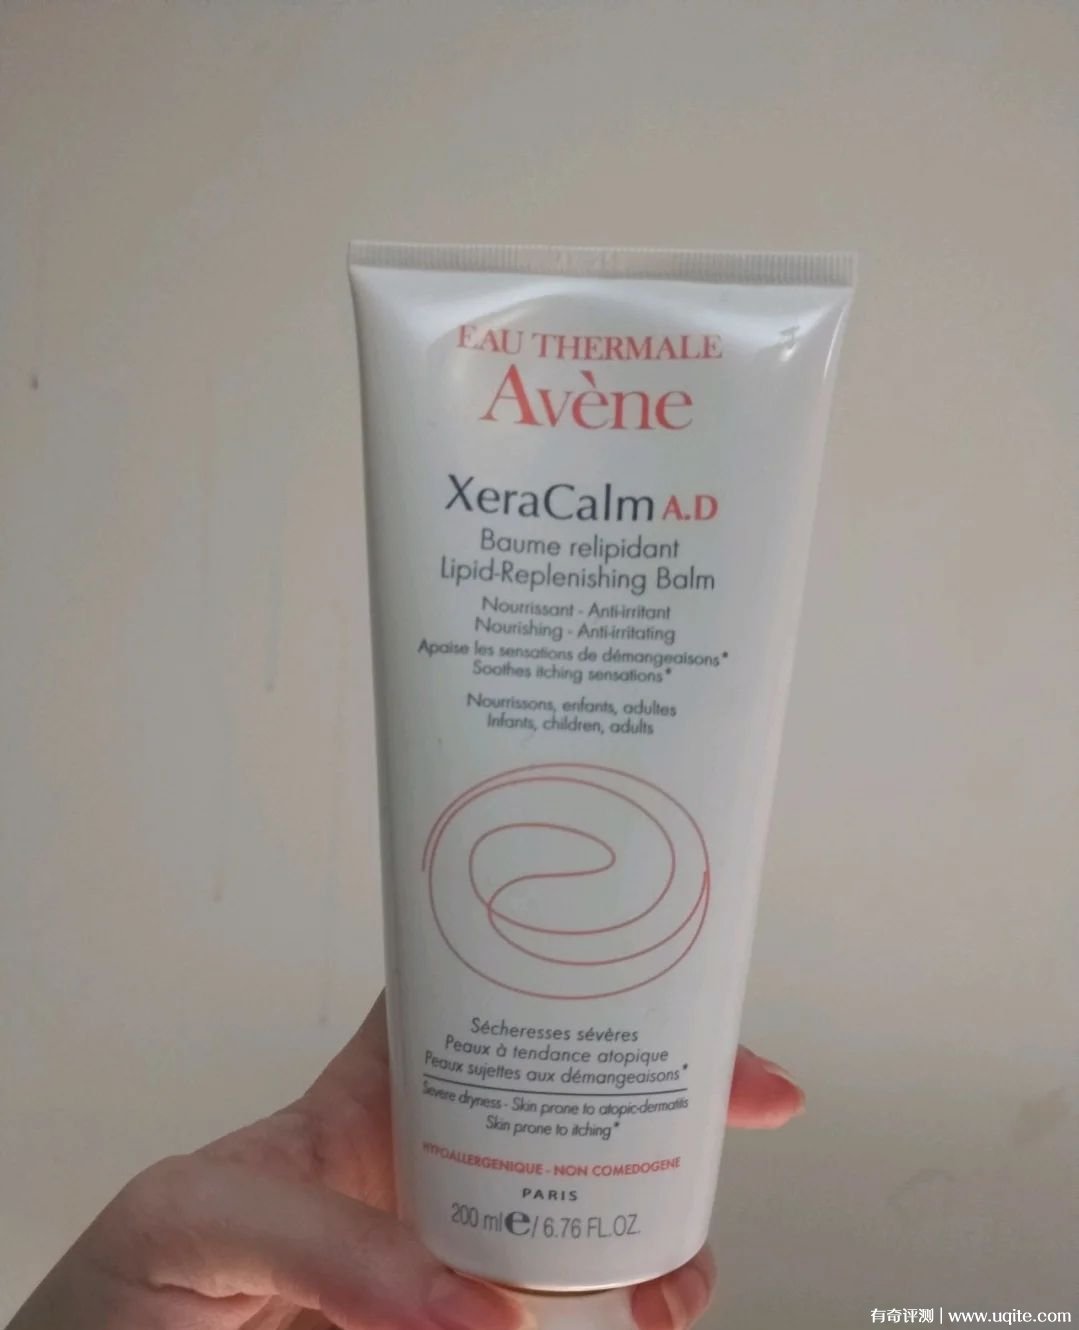 EAU THERMALE
Avène
XeraCalm A.D
Baume relipidant
Lipid-Replenishing Balm
Nourrissant - Anti-irritant
Nourishing - Anti-irritating
Apaise les sensations de démangeaisons*
Soothes itching sensations*
Nourrissons, enfants, adultes
Infants, children, adults
Sécheresses sévères
Peaux à tendance atopique
Peaux sujettes aux démangeaisons*
Severe dryness - Skin prone to atopic-dermatitis
Skin prone to itching*
HYPOALLERGENIQUE - NON COMEDOGENE
PARIS
200 ml e / 6.76 FL.OZ.
有奇评测 | www.uqite.com